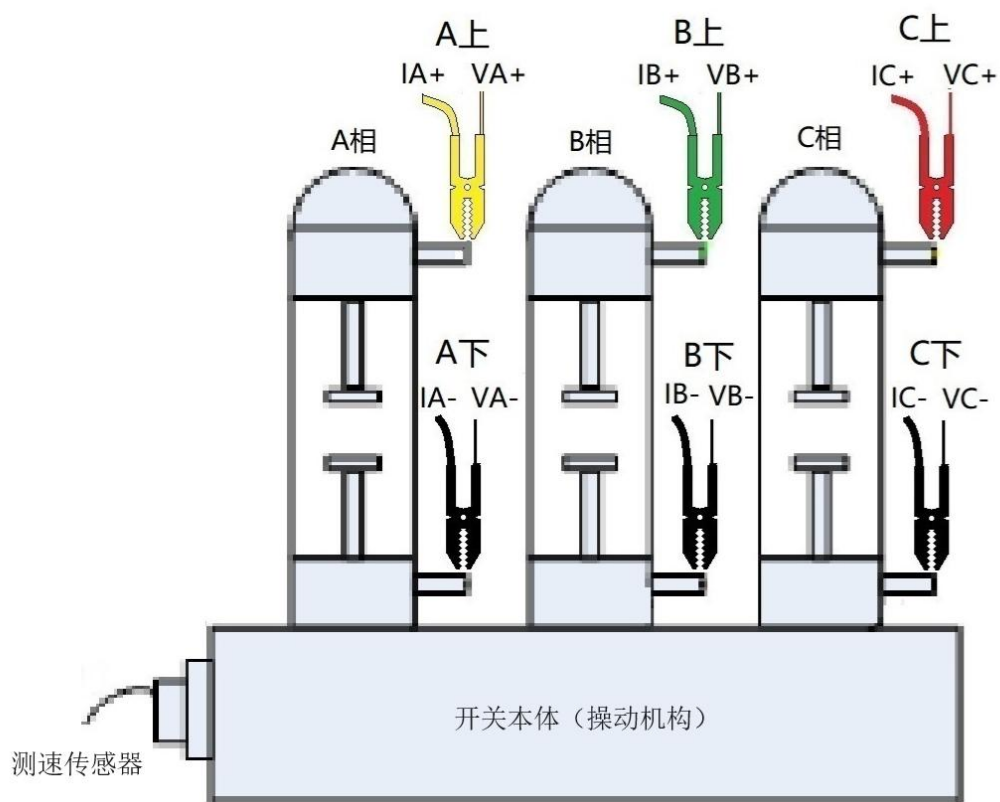 A上 B上 C上
IA+ VA+ IB+ VB+ IC+ VC+
A相 B相 C相
A下 B下 C下
IA- VA- IB- VB- IC- VC-
开关本体（操动机构）
测速传感器